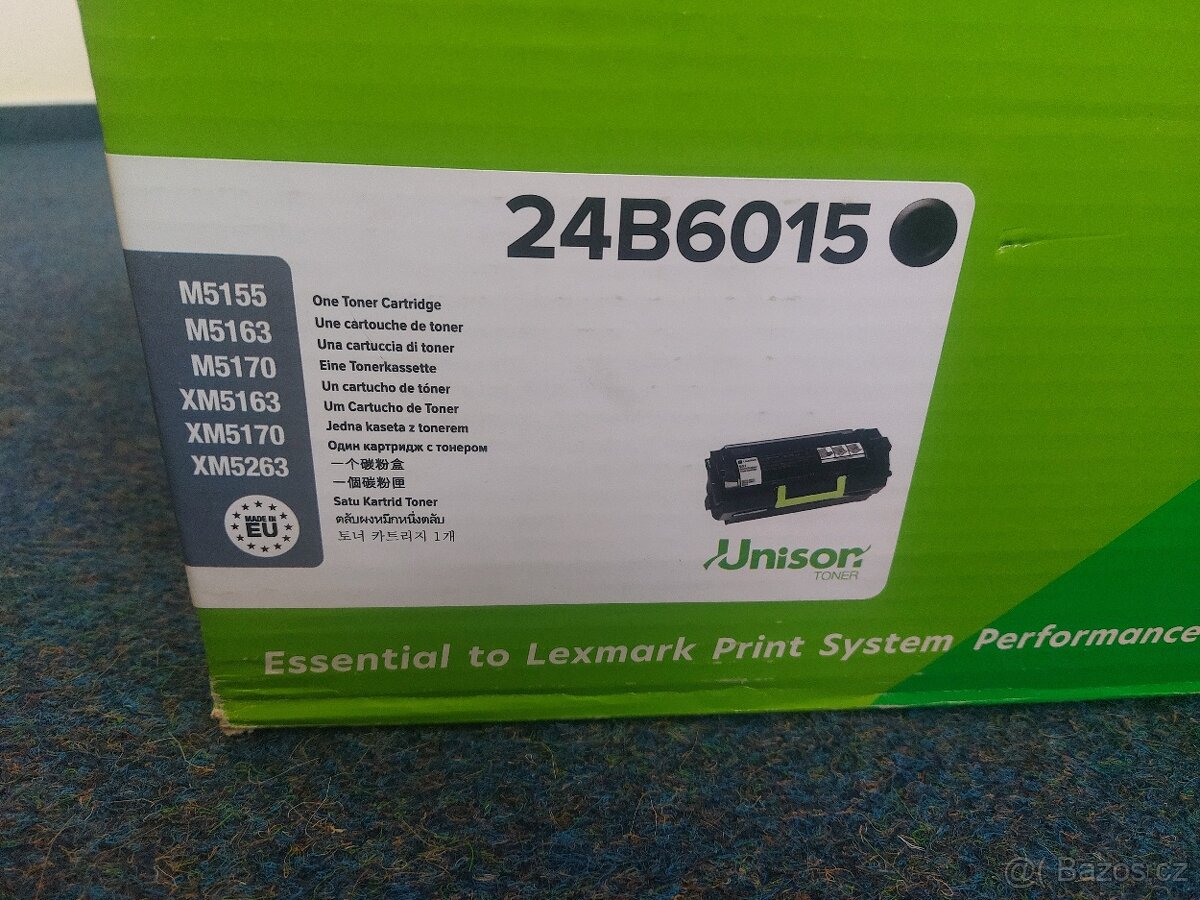 24B6015
M5155
M5163
M5170
XM5163
XM5170
XM5263
MADE IN
EU
One Toner Cartridge
Une cartouche de toner
Una cartuccia di toner
Eine Tonerkassette
Un cartucho de tóner
Um Cartucho de Toner
Jedna kaseta z tonerem
Один картридж с тонером
一个碳粉盒
一個碳粉匣
Satu Kartrid Toner
ตลับผงหมึกหนึ่งตลับ
토너 카트리지 1개
Unison
TONER
Essential to Lexmark Print System Performance
@( Bazos.cz